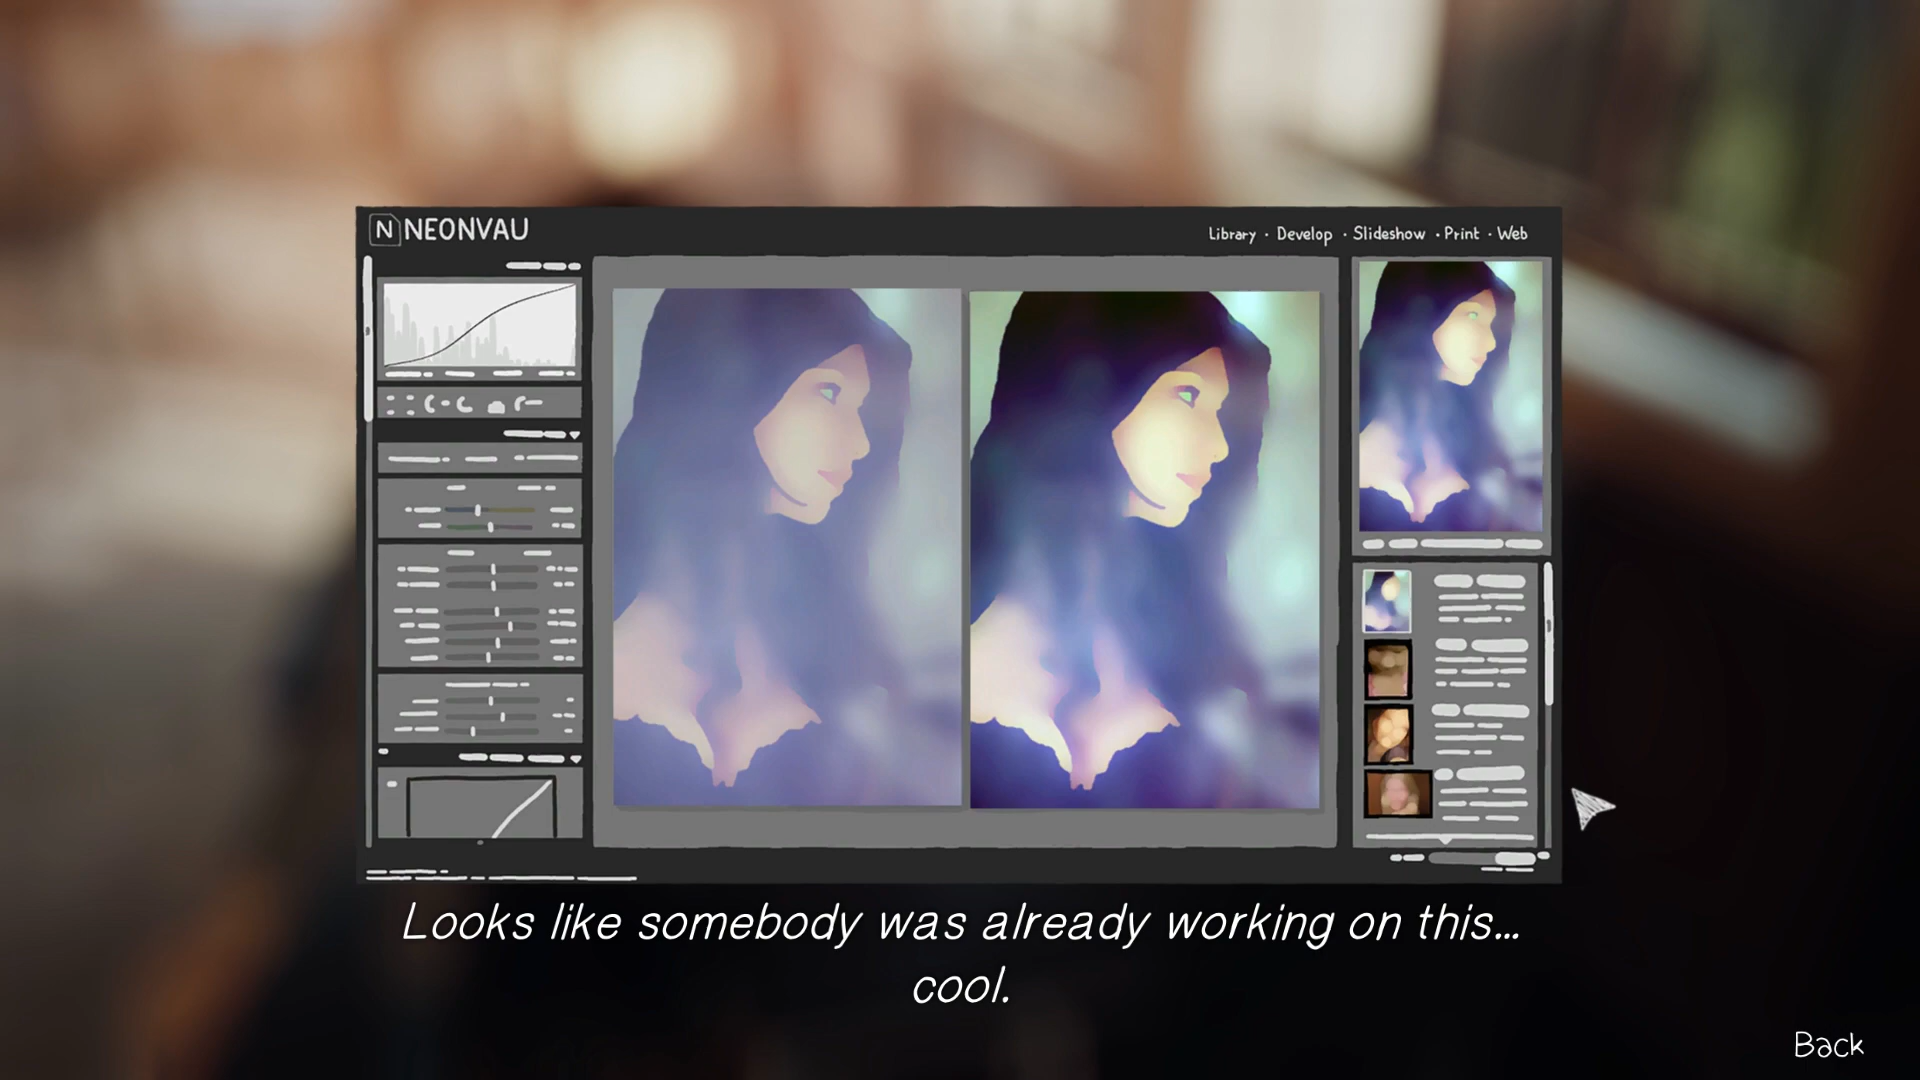 N NEONVAU
Library · Develop · Slideshow · Print · Web
Looks like somebody was already working on this...
cool.
Back